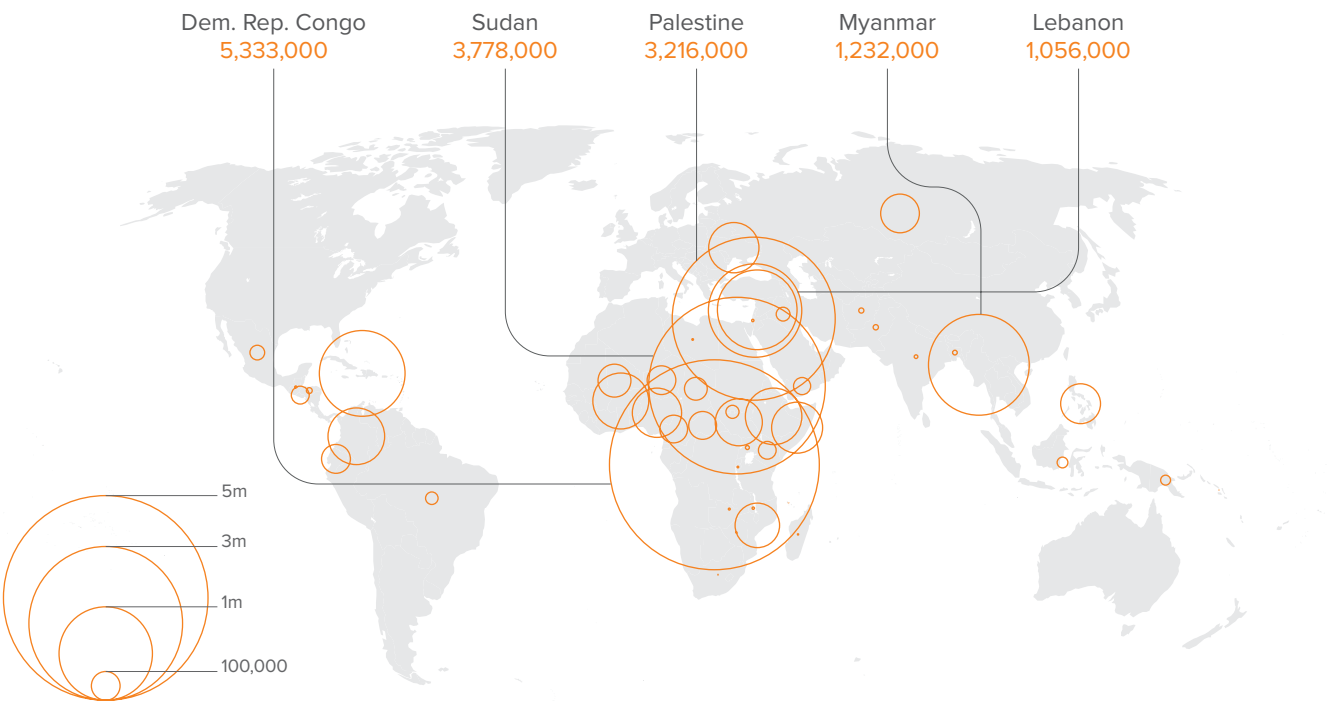 Dem. Rep. Congo
5,333,000
Sudan
3,778,000
Palestine
3,216,000
Myanmar
1,232,000
Lebanon
1,056,000
5m
3m
1m
100,000